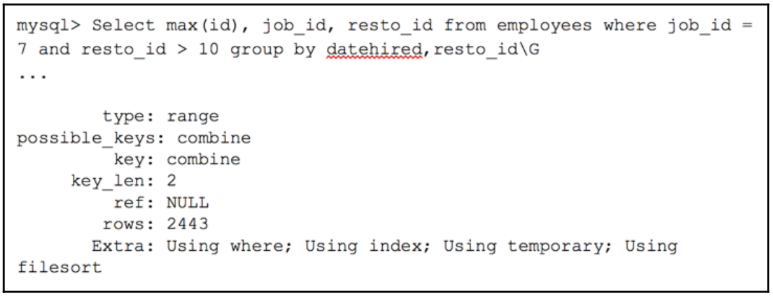 mysql> Select max(id), job_id, resto_id from employees where job_id =
7 and resto_id > 10 group by datehired,resto_id\G
...
type: range
possible_keys: combine
key: combine
key_len: 2
ref: NULL
rows: 2443
Extra: Using where; Using index; Using temporary; Using
filesort